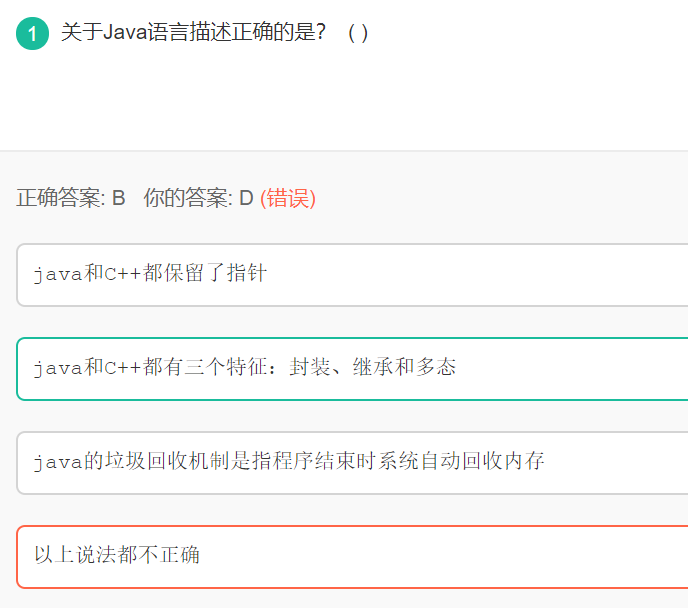 1 关于Java语言描述正确的是？ ( )
正确答案: B 你的答案: D (错误)
java和C++都保留了指针
java和C++都有三个特征：封装、继承和多态
java的垃圾回收机制是指程序结束时系统自动回收内存
以上说法都不正确